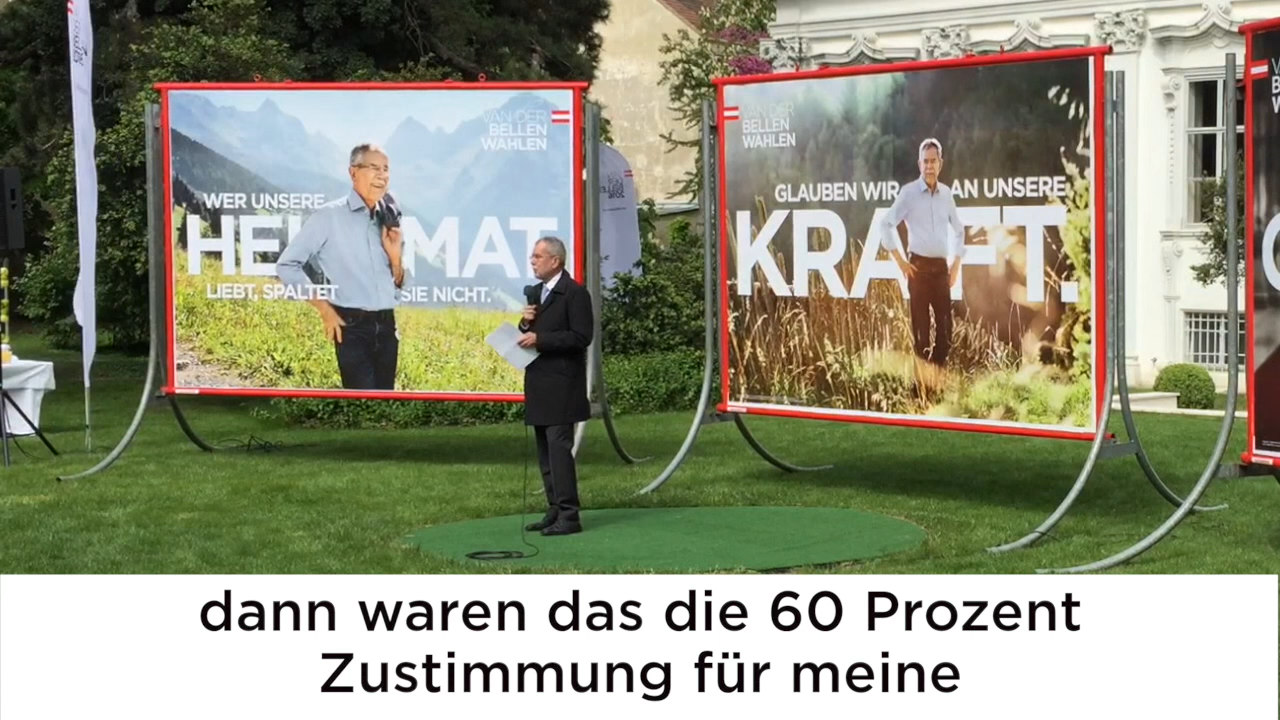 VAN DER
BELLEN
WÄHLEN
WER UNSERE
HEIMAT
LIEBT, SPALTET SIE NICHT.
VAN DER
BELLEN
WÄHLEN
GLAUBEN WIR AN UNSERE
KRAFT.
dann waren das die 60 Prozent
Zustimmung für meine